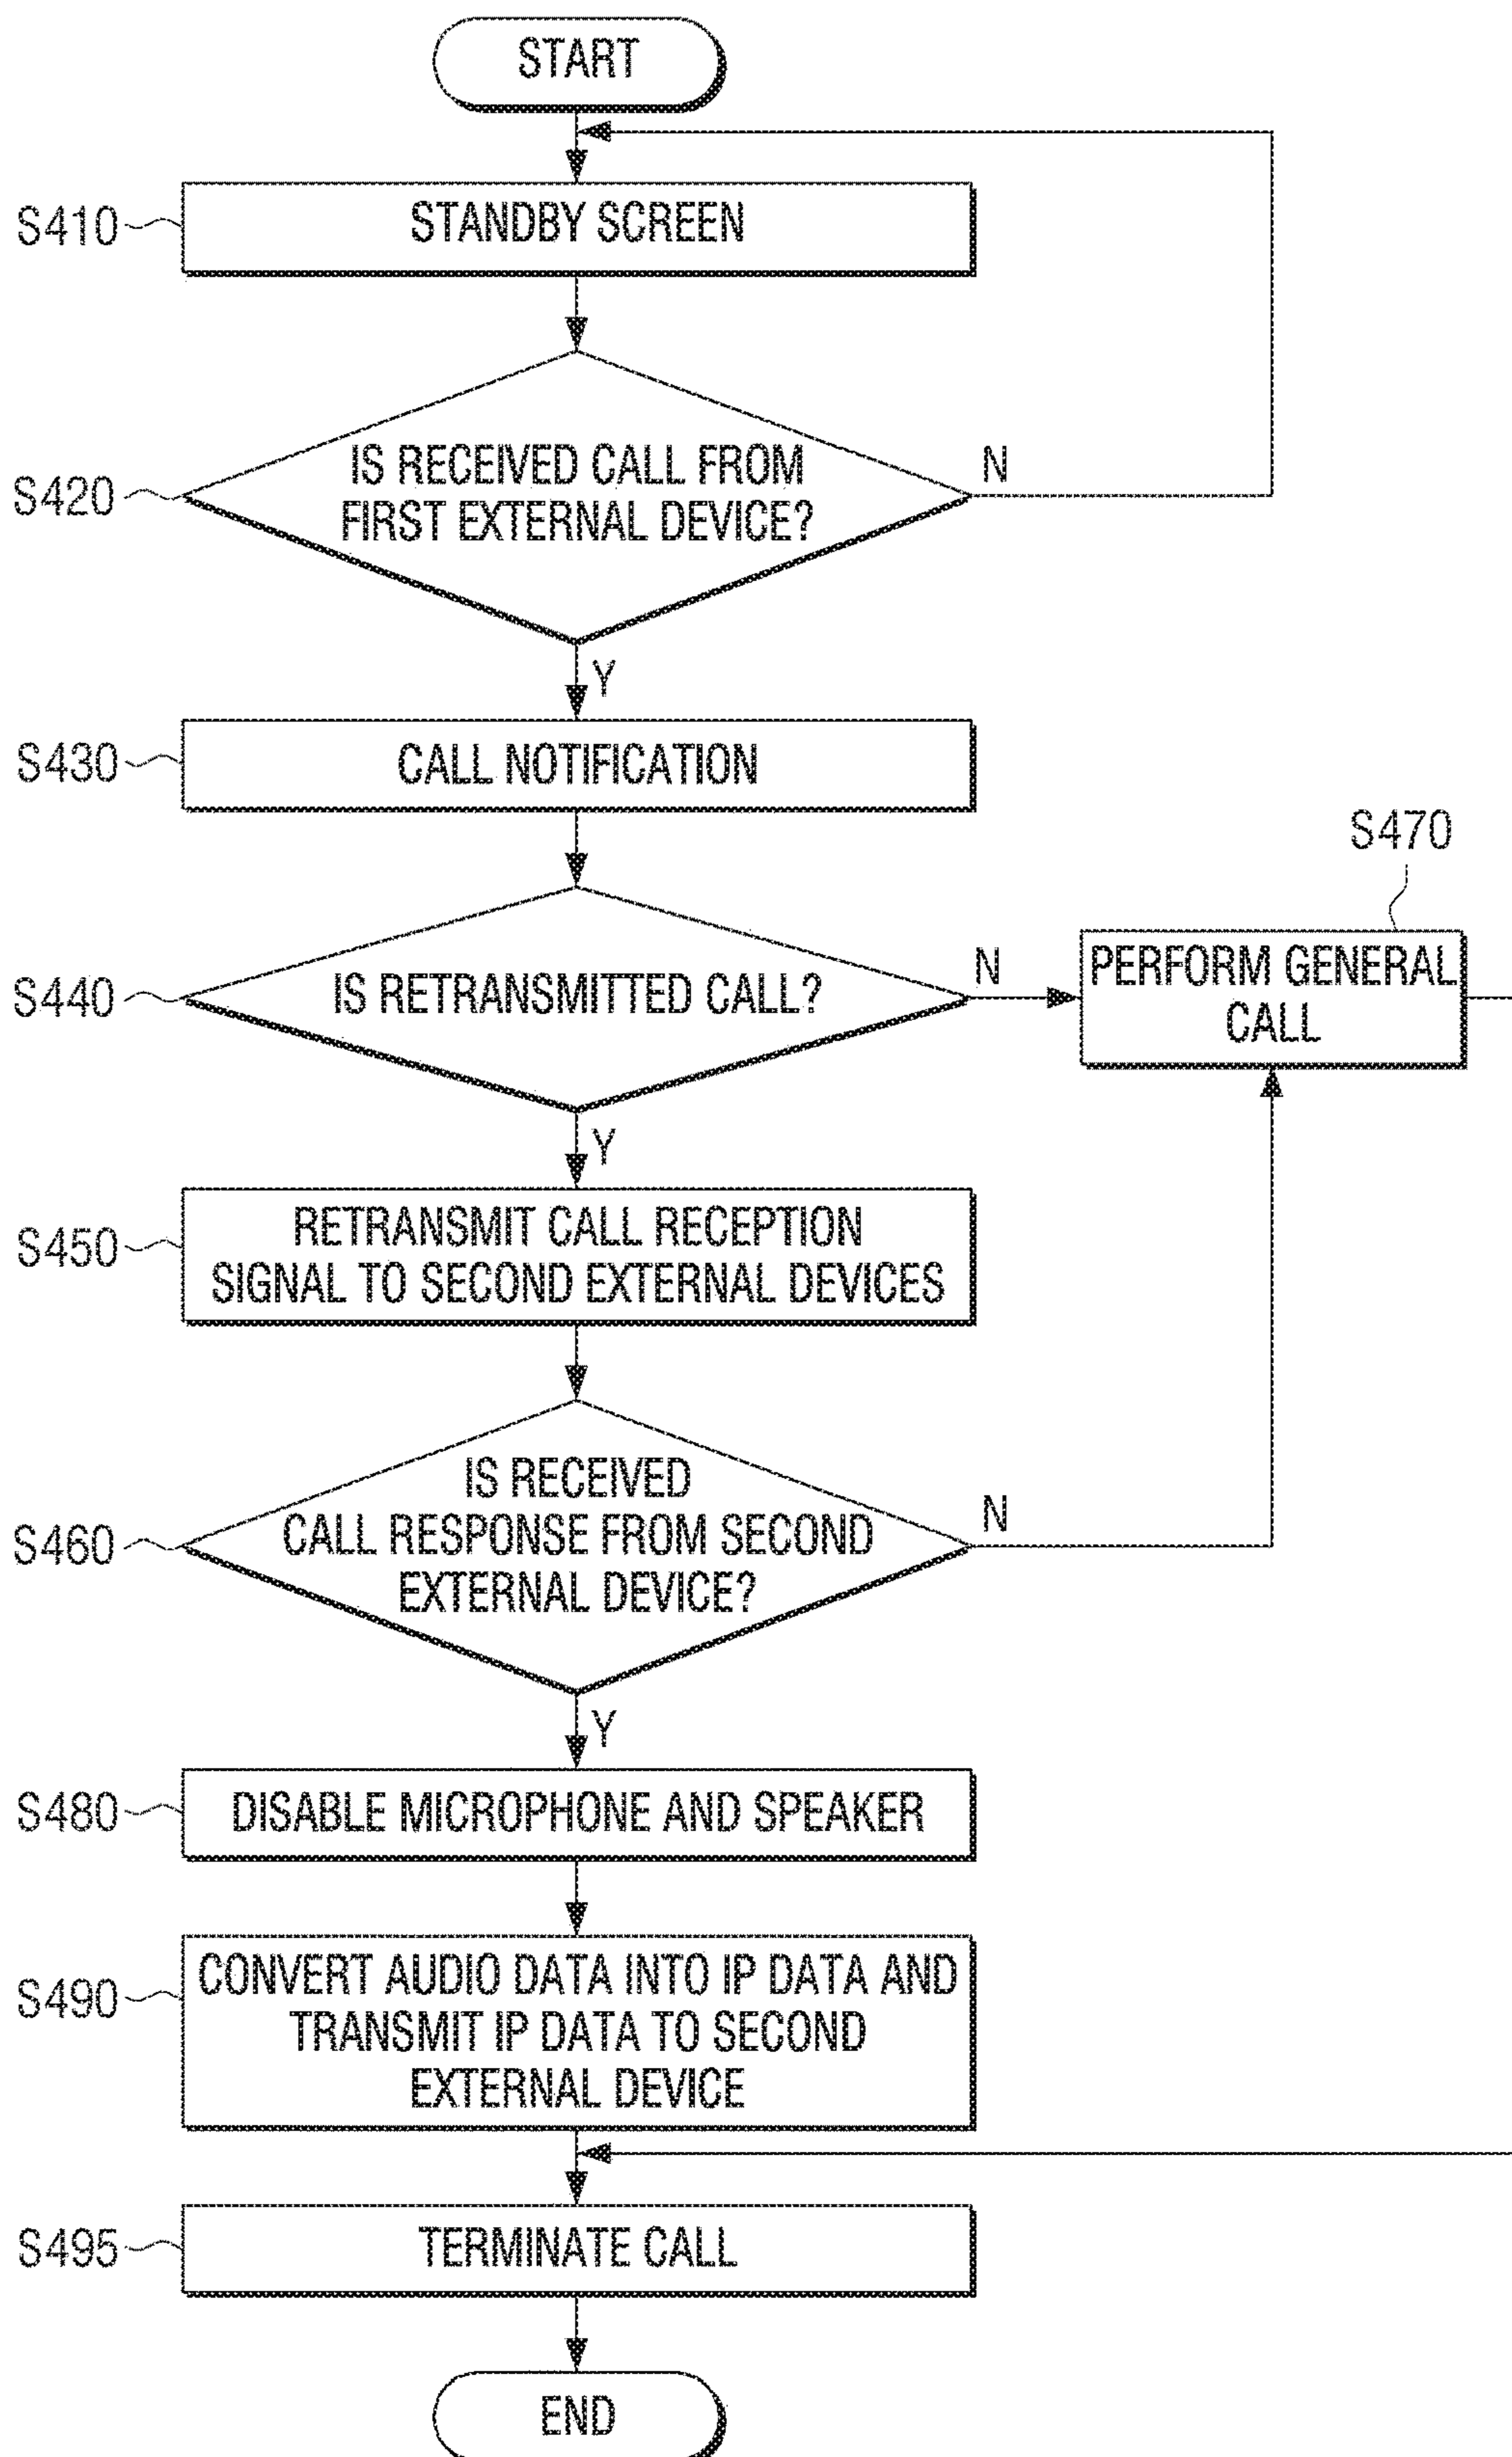 START
S410
STANDBY SCREEN
S420
IS RECEIVED CALL FROM
FIRST EXTERNAL DEVICE?
N
Y
S430
CALL NOTIFICATION
S440
IS RETRANSMITTED CALL?
N
S470
PERFORM GENERAL
CALL
Y
S450
RETRANSMIT CALL RECEPTION
SIGNAL TO SECOND EXTERNAL DEVICES
S460
IS RECEIVED
CALL RESPONSE FROM SECOND
EXTERNAL DEVICE?
N
Y
S480
DISABLE MICROPHONE AND SPEAKER
S490
CONVERT AUDIO DATA INTO IP DATA AND
TRANSMIT IP DATA TO SECOND
EXTERNAL DEVICE
S495
TERMINATE CALL
END